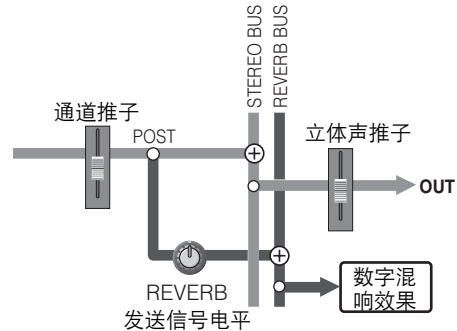 STEREO BUS
REVERB BUS
通道推子
POST
立体声推子
OUT
REVERB
发送信号电平
数字混
响效果